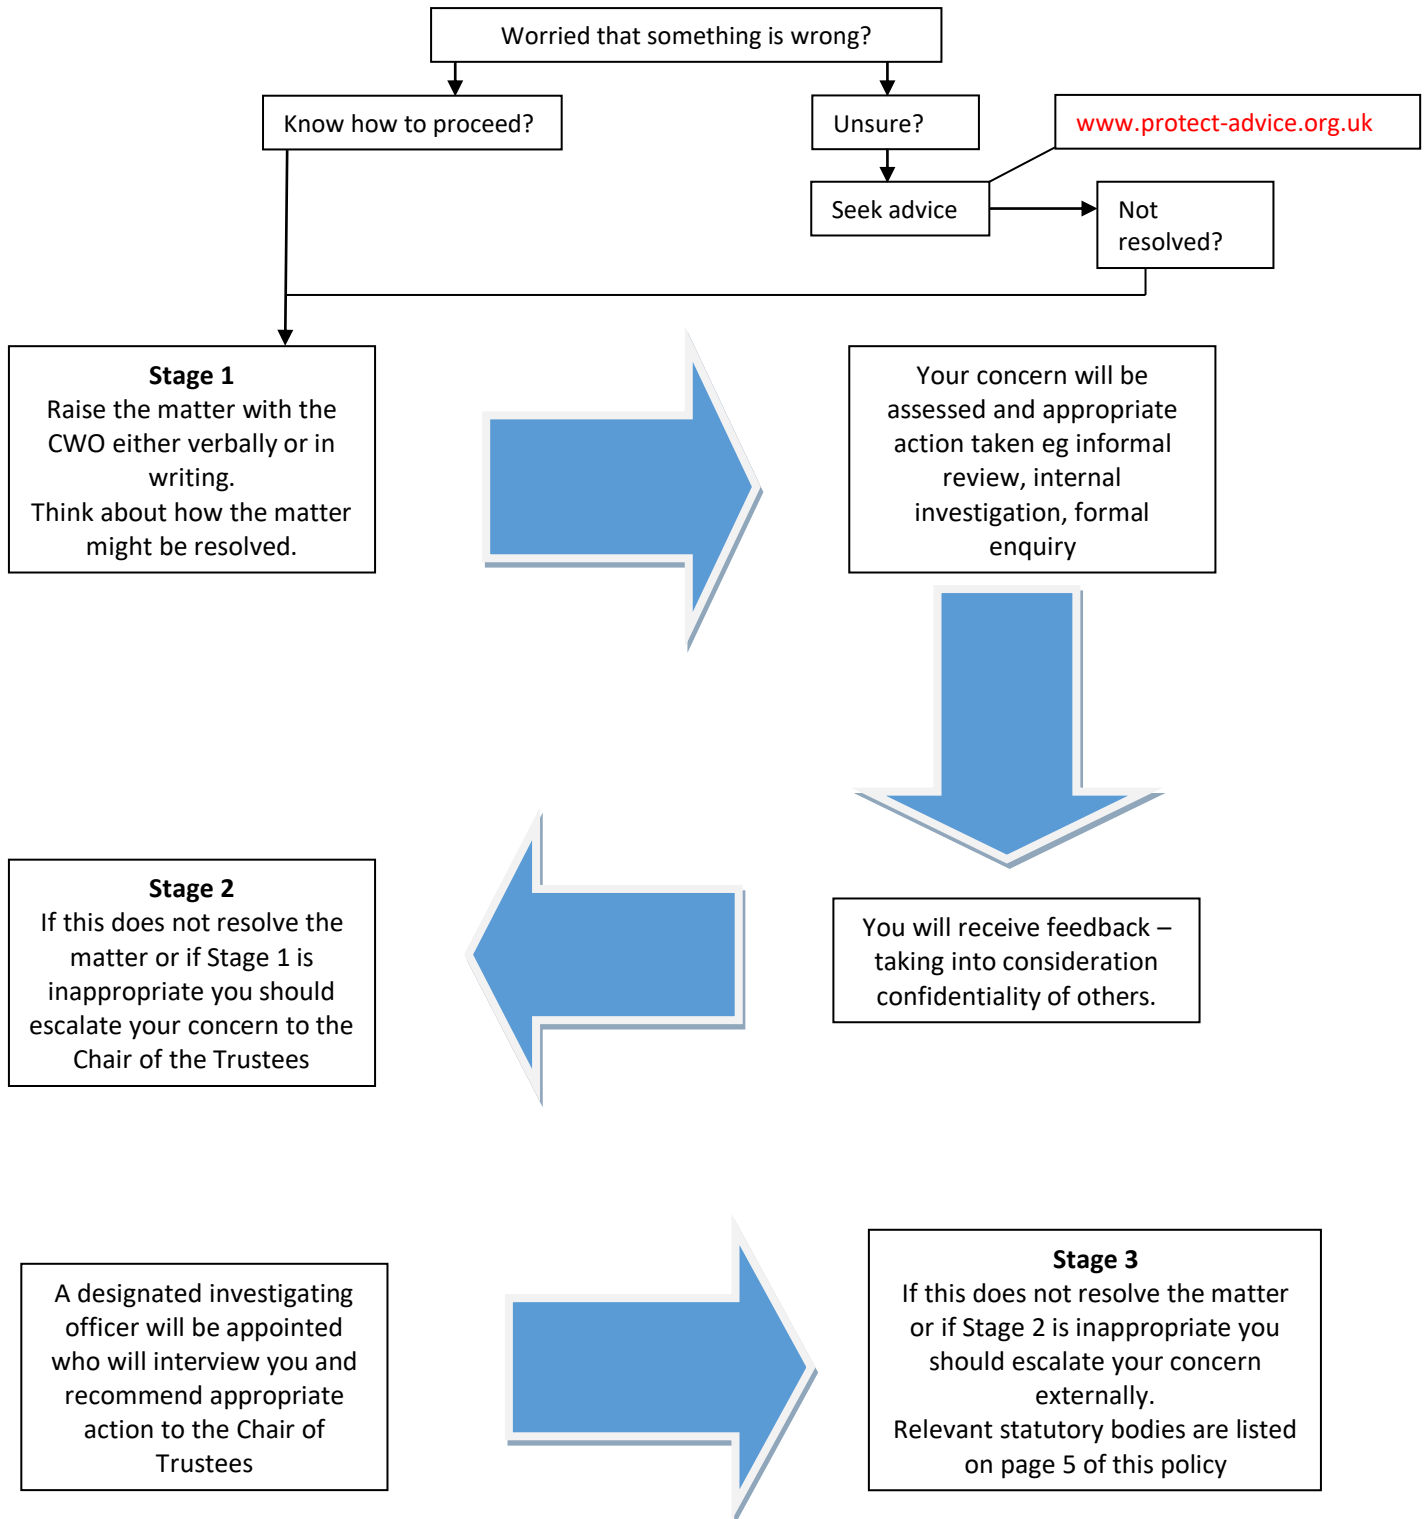 Worried that something is wrong?
Know how to proceed?
Unsure?
www.protect-advice.org.uk
Seek advice
Not
resolved?
Stage 1
Raise the matter with the
CWO either verbally or in
writing.
Think about how the matter
might be resolved.
Your concern will be
assessed and appropriate
action taken eg informal
review, internal
investigation, formal
enquiry
You will receive feedback –
taking into consideration
confidentiality of others.
Stage 2
If this does not resolve the
matter or if Stage 1 is
inappropriate you should
escalate your concern to the
Chair of the Trustees
A designated investigating
officer will be appointed
who will interview you and
recommend appropriate
action to the Chair of
Trustees
Stage 3
If this does not resolve the matter
or if Stage 2 is inappropriate you
should escalate your concern
externally.
Relevant statutory bodies are listed
on page 5 of this policy